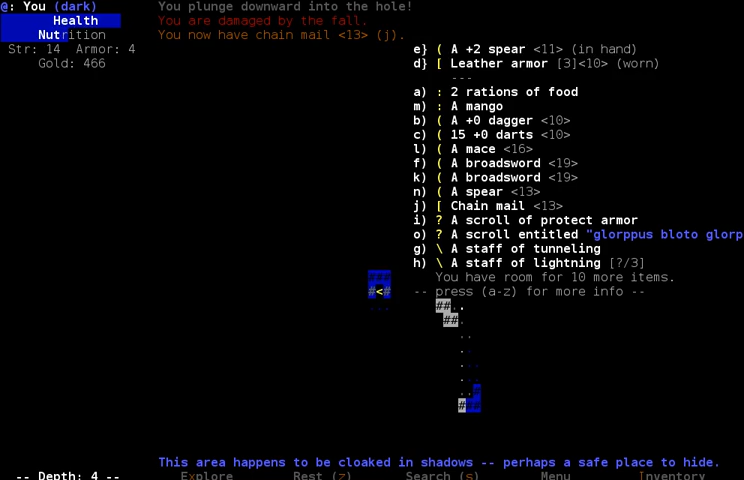 @: You (dark)
You plunge downward into the hole!
Health
You are damaged by the fall.
Nutrition
You now have chain mail <13> (j).
Str: 14 Armor: 4
e} ( A +2 spear <11> (in hand)
Gold: 466
d} [ Leather armor [3]<10> (worn)
---
a) : 2 rations of food
m) : A mango
b) ( A +0 dagger <10>
c) ( 15 +0 darts <10>
l) ( A mace <16>
f) ( A broadsword <19>
k) ( A broadsword <19>
n) ( A spear <13>
j) [ Chain mail <13>
i) ? A scroll of protect armor
o) ? A scroll entitled "glorppus bloto glorp
g) \ A staff of tunneling
h) \ A staff of lightning [?/3]
You have room for 10 more items.
-- press (a-z) for more info --
This area happens to be cloaked in shadows -- perhaps a safe place to hide.
-- Depth: 4 -- Explore Rest (z) Search (s) Menu Inventory